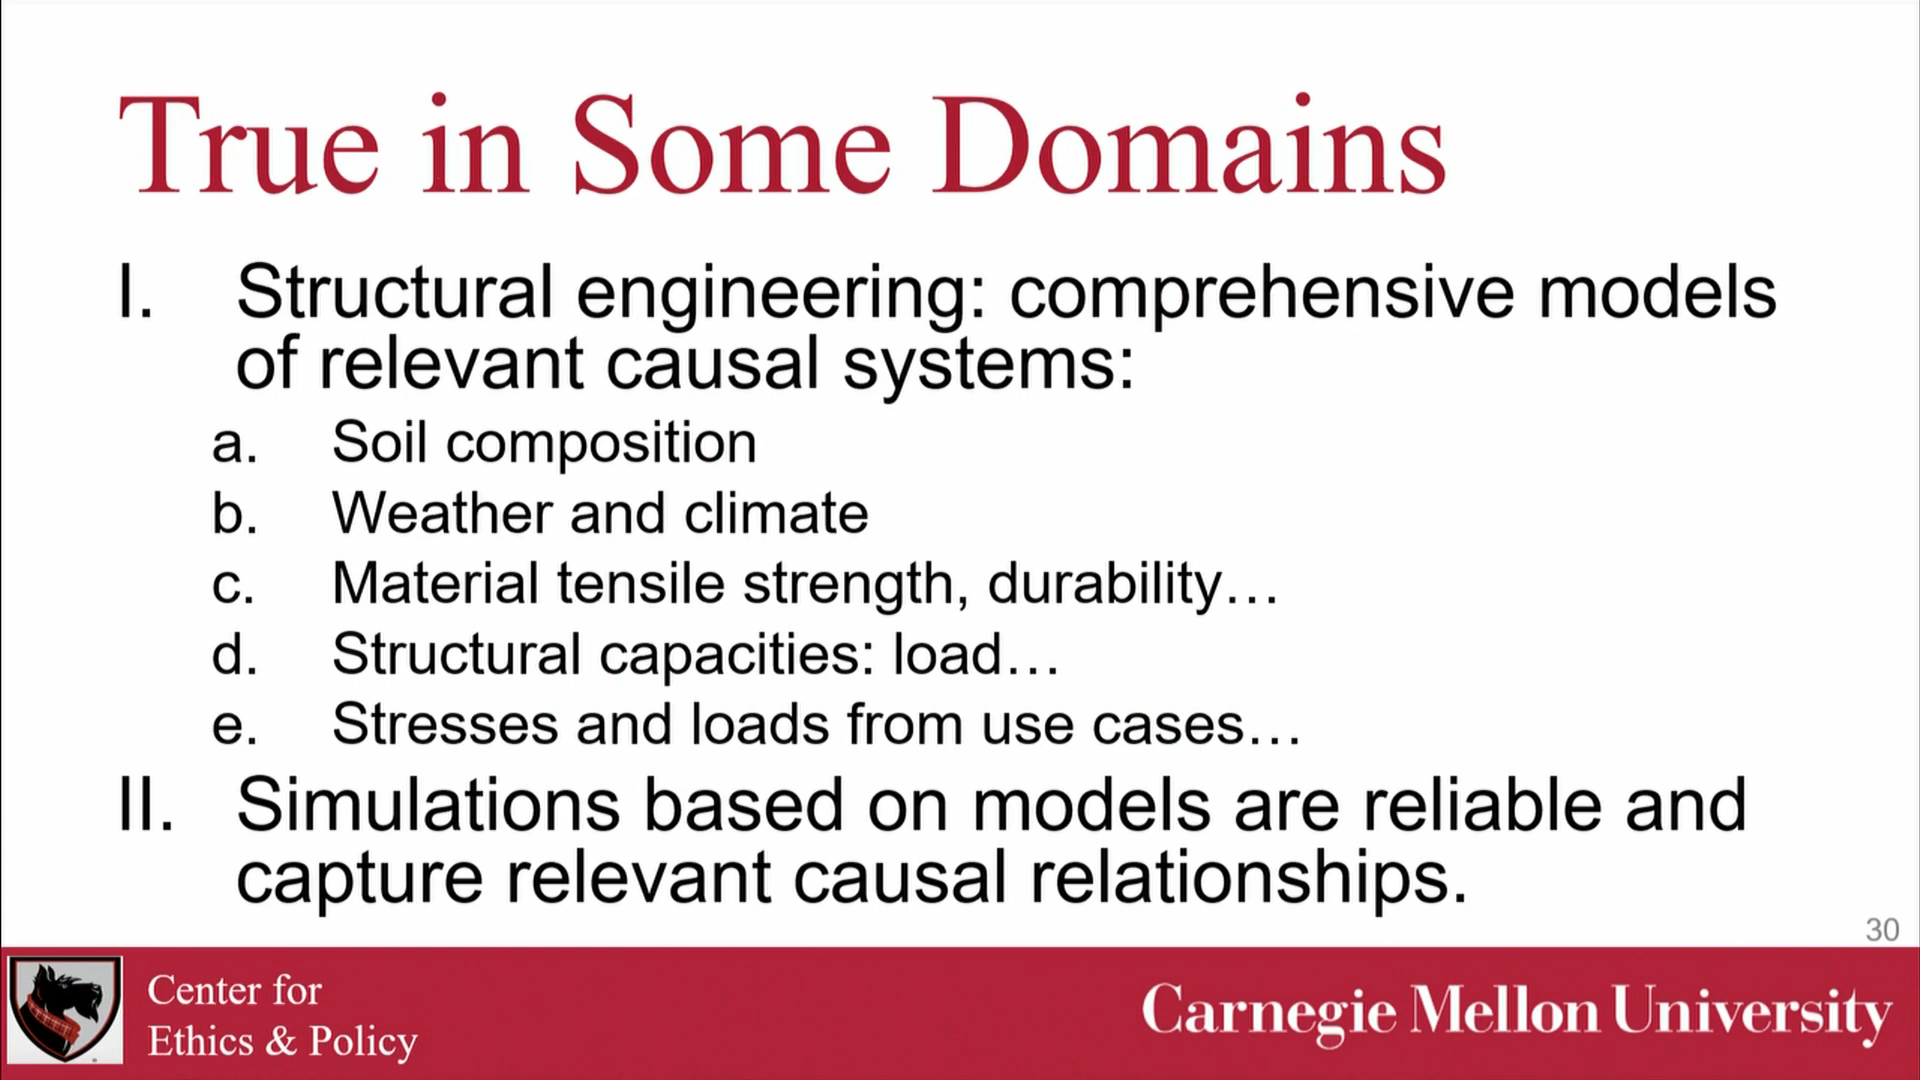 True in Some Domains
I. Structural engineering: comprehensive models
of relevant causal systems:
a. Soil composition
b. Weather and climate
c. Material tensile strength, durability…
d. Structural capacities: load…
e. Stresses and loads from use cases…
II. Simulations based on models are reliable and
capture relevant causal relationships.
30
Center for
Ethics & Policy
Carnegie Mellon University